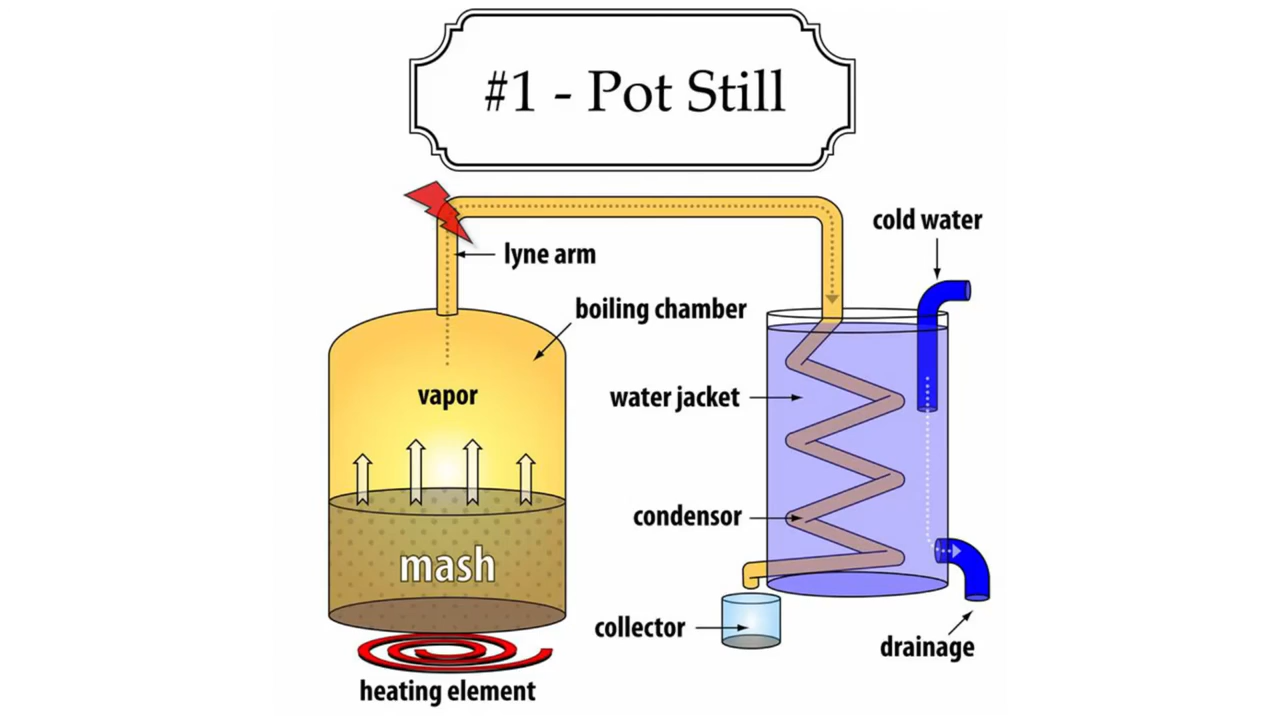 #1 - Pot Still
cold water
lyne arm
boiling chamber
vapor
water jacket
condensor
mash
collector
drainage
heating element